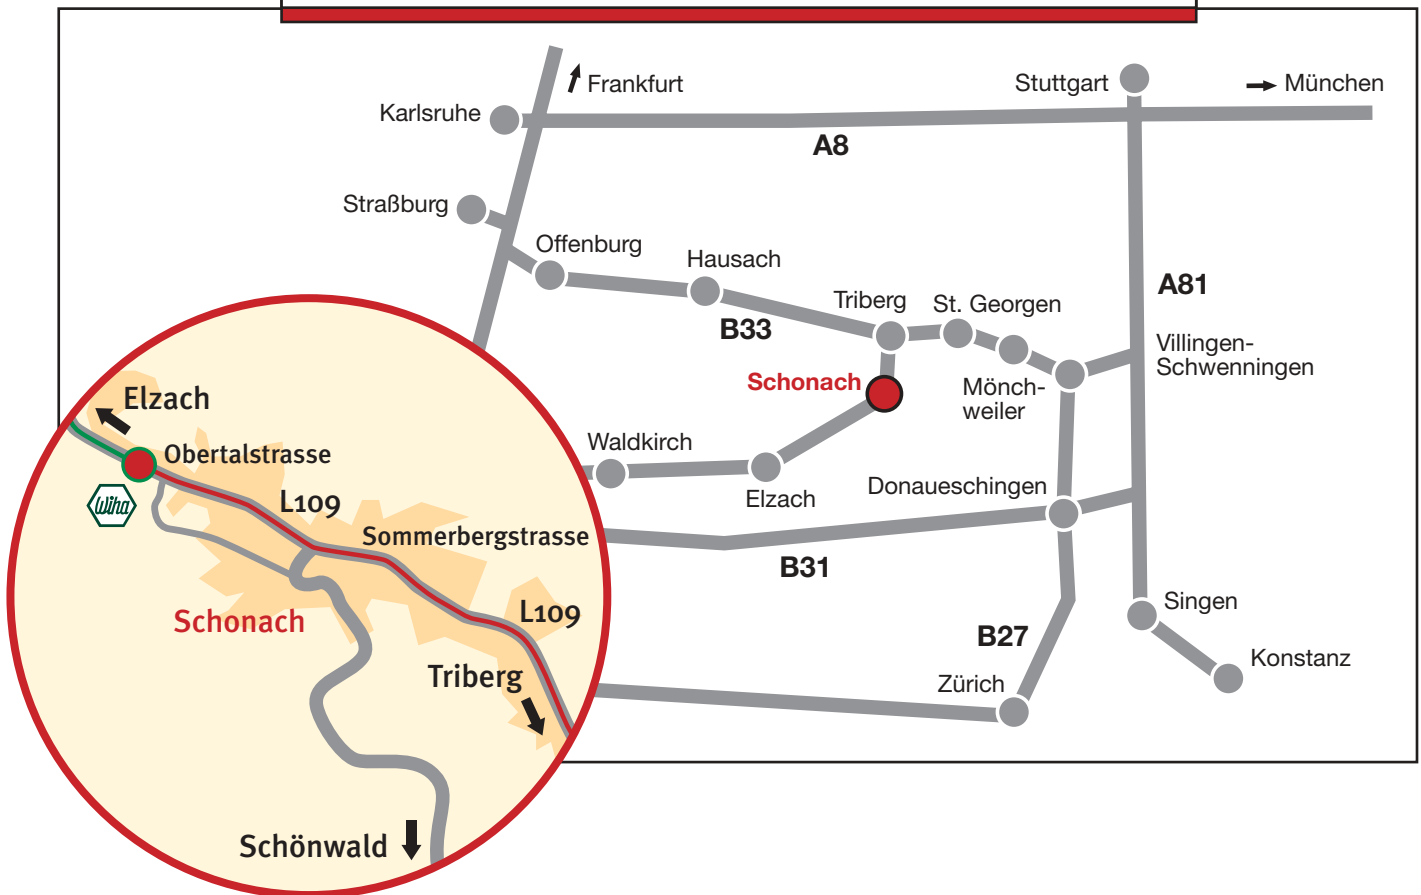 Frankfurt
Stuttgart
München
Karlsruhe
A8
Straßburg
Offenburg
Hausach
A81
Triberg
St. Georgen
B33
Villingen-
Schwenningen
Schonach
Mönch-
weiler
Elzach
Waldkirch
Obertalstrasse
Elzach
Donaueschingen
wiha
L109
Sommerbergstrasse
B31
Singen
Schonach
L109
B27
Konstanz
Triberg
Zürich
Schönwald